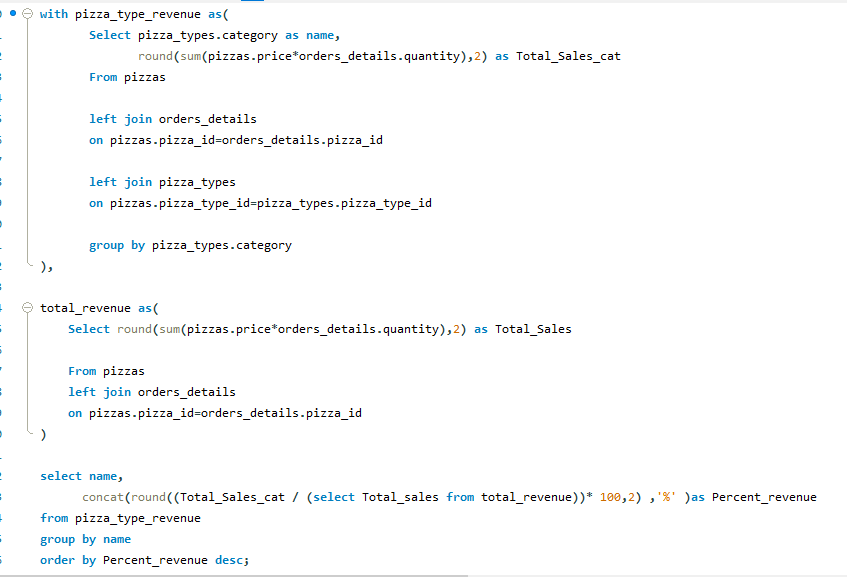 with pizza_type_revenue as(
Select pizza_types.category as name,
round(sum(pizzas.price*orders_details.quantity),2) as Total_Sales_cat
From pizzas
left join orders_details
on pizzas.pizza_id=orders_details.pizza_id
left join pizza_types
on pizzas.pizza_type_id=pizza_types.pizza_type_id
group by pizza_types.category
),
total_revenue as(
Select round(sum(pizzas.price*orders_details.quantity),2) as Total_Sales
From pizzas
left join orders_details
on pizzas.pizza_id=orders_details.pizza_id
)
select name,
concat(round((Total_Sales_cat / (select Total_sales from total_revenue))* 100,2) ,'%' )as Percent_revenue
from pizza_type_revenue
group by name
order by Percent_revenue desc;